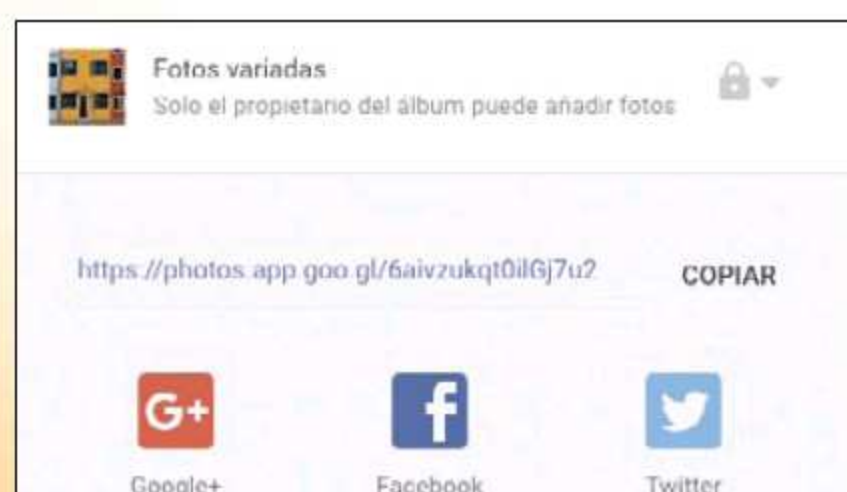 Fotos variadas
Solo el propietario del álbum puede añadir fotos
https://photos.app.goo.gl/6aivzukqt0ilGj7u2
COPIAR
G+
f
Google+
Facebook
Twitter